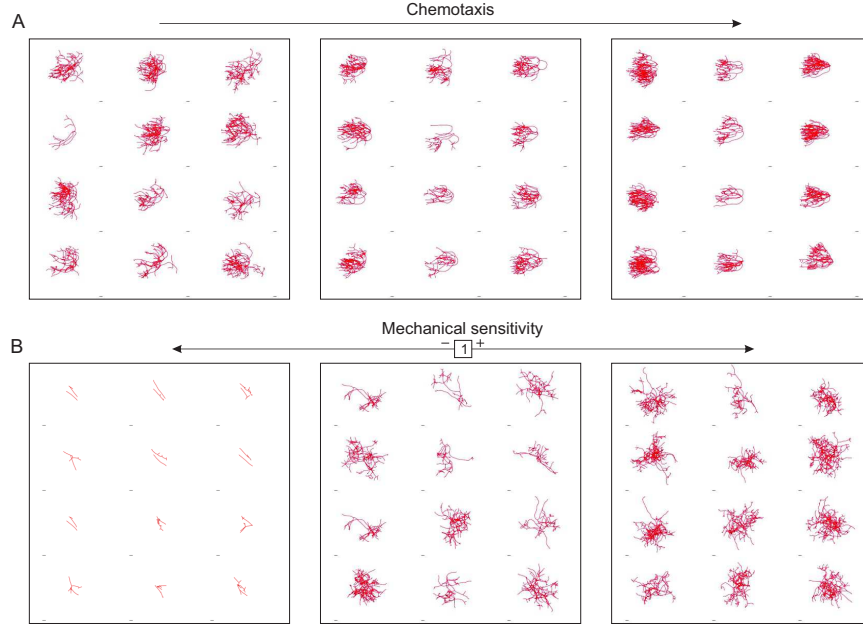 Chemotaxis
A
Mechanical sensitivity
B
− 1 +